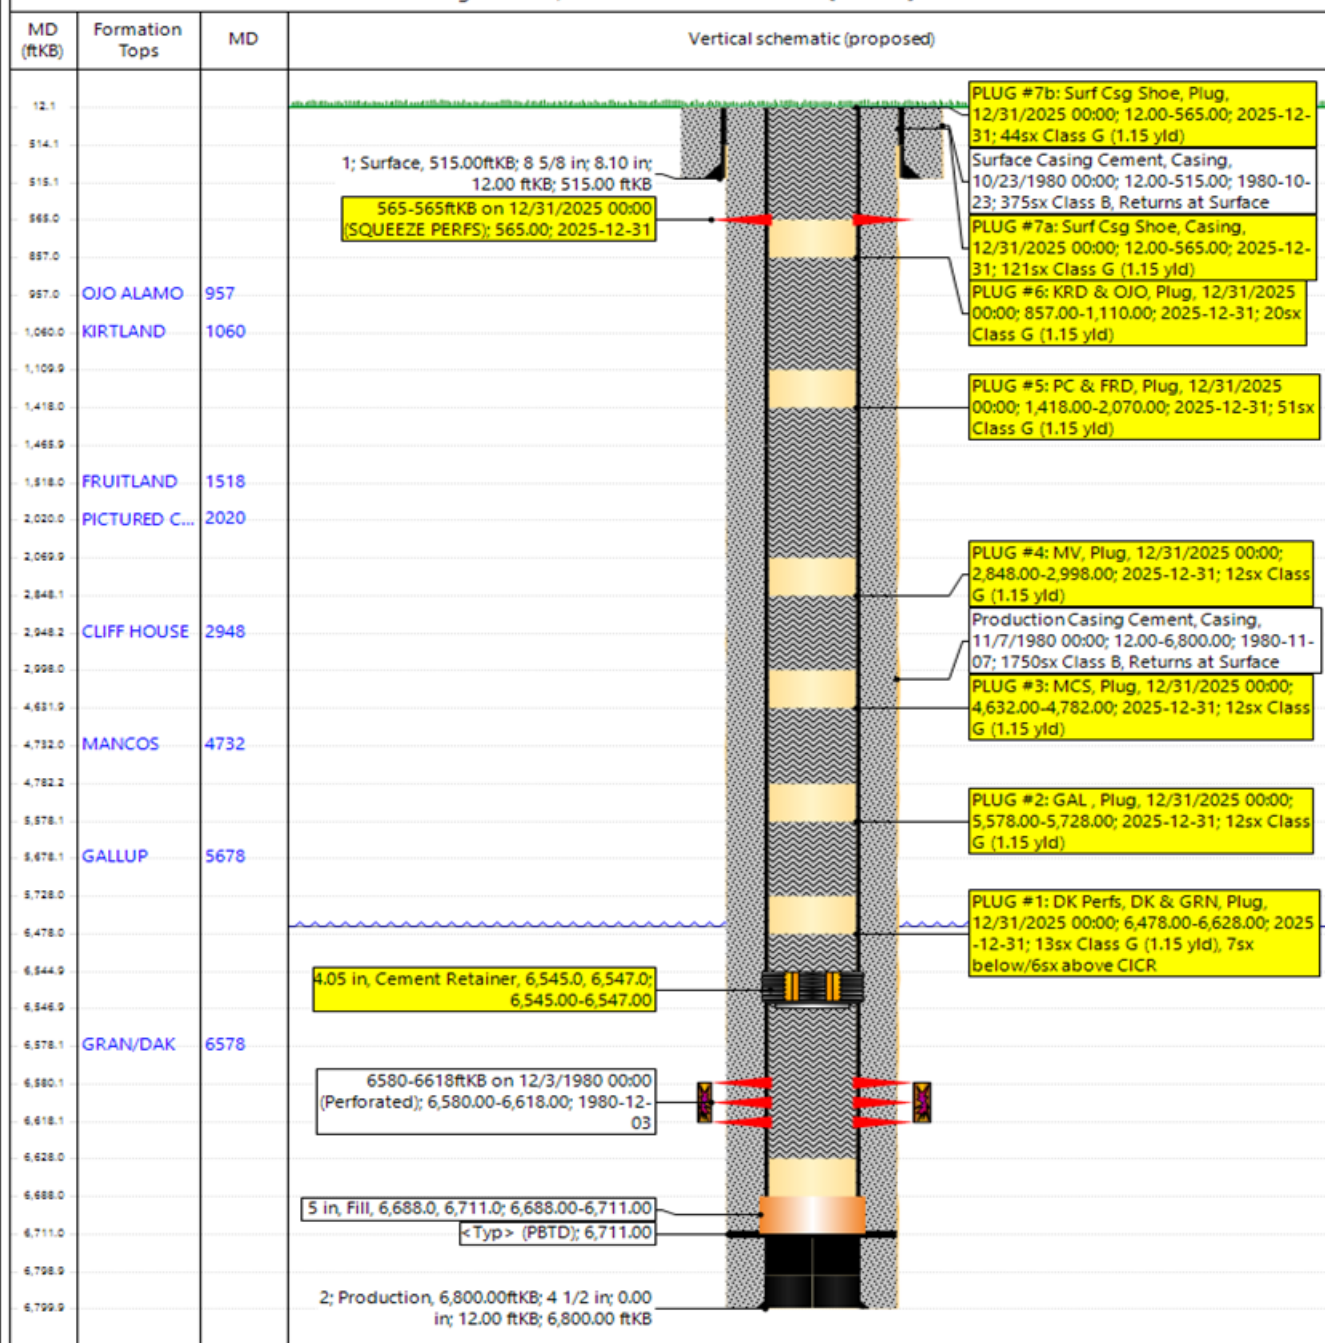 MD
(ftKB)
Formation
Tops
MD
Vertical schematic (proposed)
12.1
514.1
515.1
565.0
857.0
957.0
1,060.0
1,109.9
1,418.0
1,468.9
1,518.0
2,020.0
2,069.9
2,848.1
2,948.2
2,998.0
4,631.9
4,732.0
4,782.2
5,578.1
5,678.1
5,728.0
6,478.0
6,544.9
6,546.9
6,578.1
6,580.1
6,618.1
6,628.0
6,688.0
6,711.0
6,798.9
6,799.9
OJO ALAMO 957
KIRTLAND 1060
FRUITLAND 1518
PICTURED C... 2020
CLIFF HOUSE 2948
MANCOS 4732
GALLUP 5678
GRAN/DAK 6578
1; Surface, 515.00ftKB; 8 5/8 in; 8.10 in;
12.00 ftKB; 515.00 ftKB
565-565ftKB on 12/31/2025 00:00
(SQUEEZE PERFS); 565.00; 2025-12-31
4.05 in, Cement Retainer, 6,545.0, 6,547.0;
6,545.00-6,547.00
6580-6618ftKB on 12/3/1980 00:00
(Perforated); 6,580.00-6,618.00; 1980-12-
03
5 in, Fill, 6,688.0, 6,711.0; 6,688.00-6,711.00
<Typ> (PBTD); 6,711.00
2; Production, 6,800.00ftKB; 4 1/2 in; 0.00
in; 12.00 ftKB; 6,800.00 ftKB
PLUG #7b: Surf Csg Shoe, Plug,
12/31/2025 00:00; 12.00-565.00; 2025-12-
31; 44sx Class G (1.15 yld)
Surface Casing Cement, Casing,
10/23/1980 00:00; 12.00-515.00; 1980-10-
23; 375sx Class B, Returns at Surface
PLUG #7a: Surf Csg Shoe, Casing,
12/31/2025 00:00; 12.00-565.00; 2025-12-
31; 121sx Class G (1.15 yld)
PLUG #6: KRD & OJO, Plug, 12/31/2025
00:00; 857.00-1,110.00; 2025-12-31; 20sx
Class G (1.15 yld)
PLUG #5: PC & FRD, Plug, 12/31/2025
00:00; 1,418.00-2,070.00; 2025-12-31; 51sx
Class G (1.15 yld)
PLUG #4: MV, Plug, 12/31/2025 00:00;
2,848.00-2,998.00; 2025-12-31; 12sx Class
G (1.15 yld)
Production Casing Cement, Casing,
11/7/1980 00:00; 12.00-6,800.00; 1980-11-
07; 1750sx Class B, Returns at Surface
PLUG #3: MCS, Plug, 12/31/2025 00:00;
4,632.00-4,782.00; 2025-12-31; 12sx Class
G (1.15 yld)
PLUG #2: GAL , Plug, 12/31/2025 00:00;
5,578.00-5,728.00; 2025-12-31; 12sx Class
G (1.15 yld)
PLUG #1: DK Perfs, DK & GRN, Plug,
12/31/2025 00:00; 6,478.00-6,628.00; 2025
-12-31; 13sx Class G (1.15 yld), 7sx
below/6sx above CICR